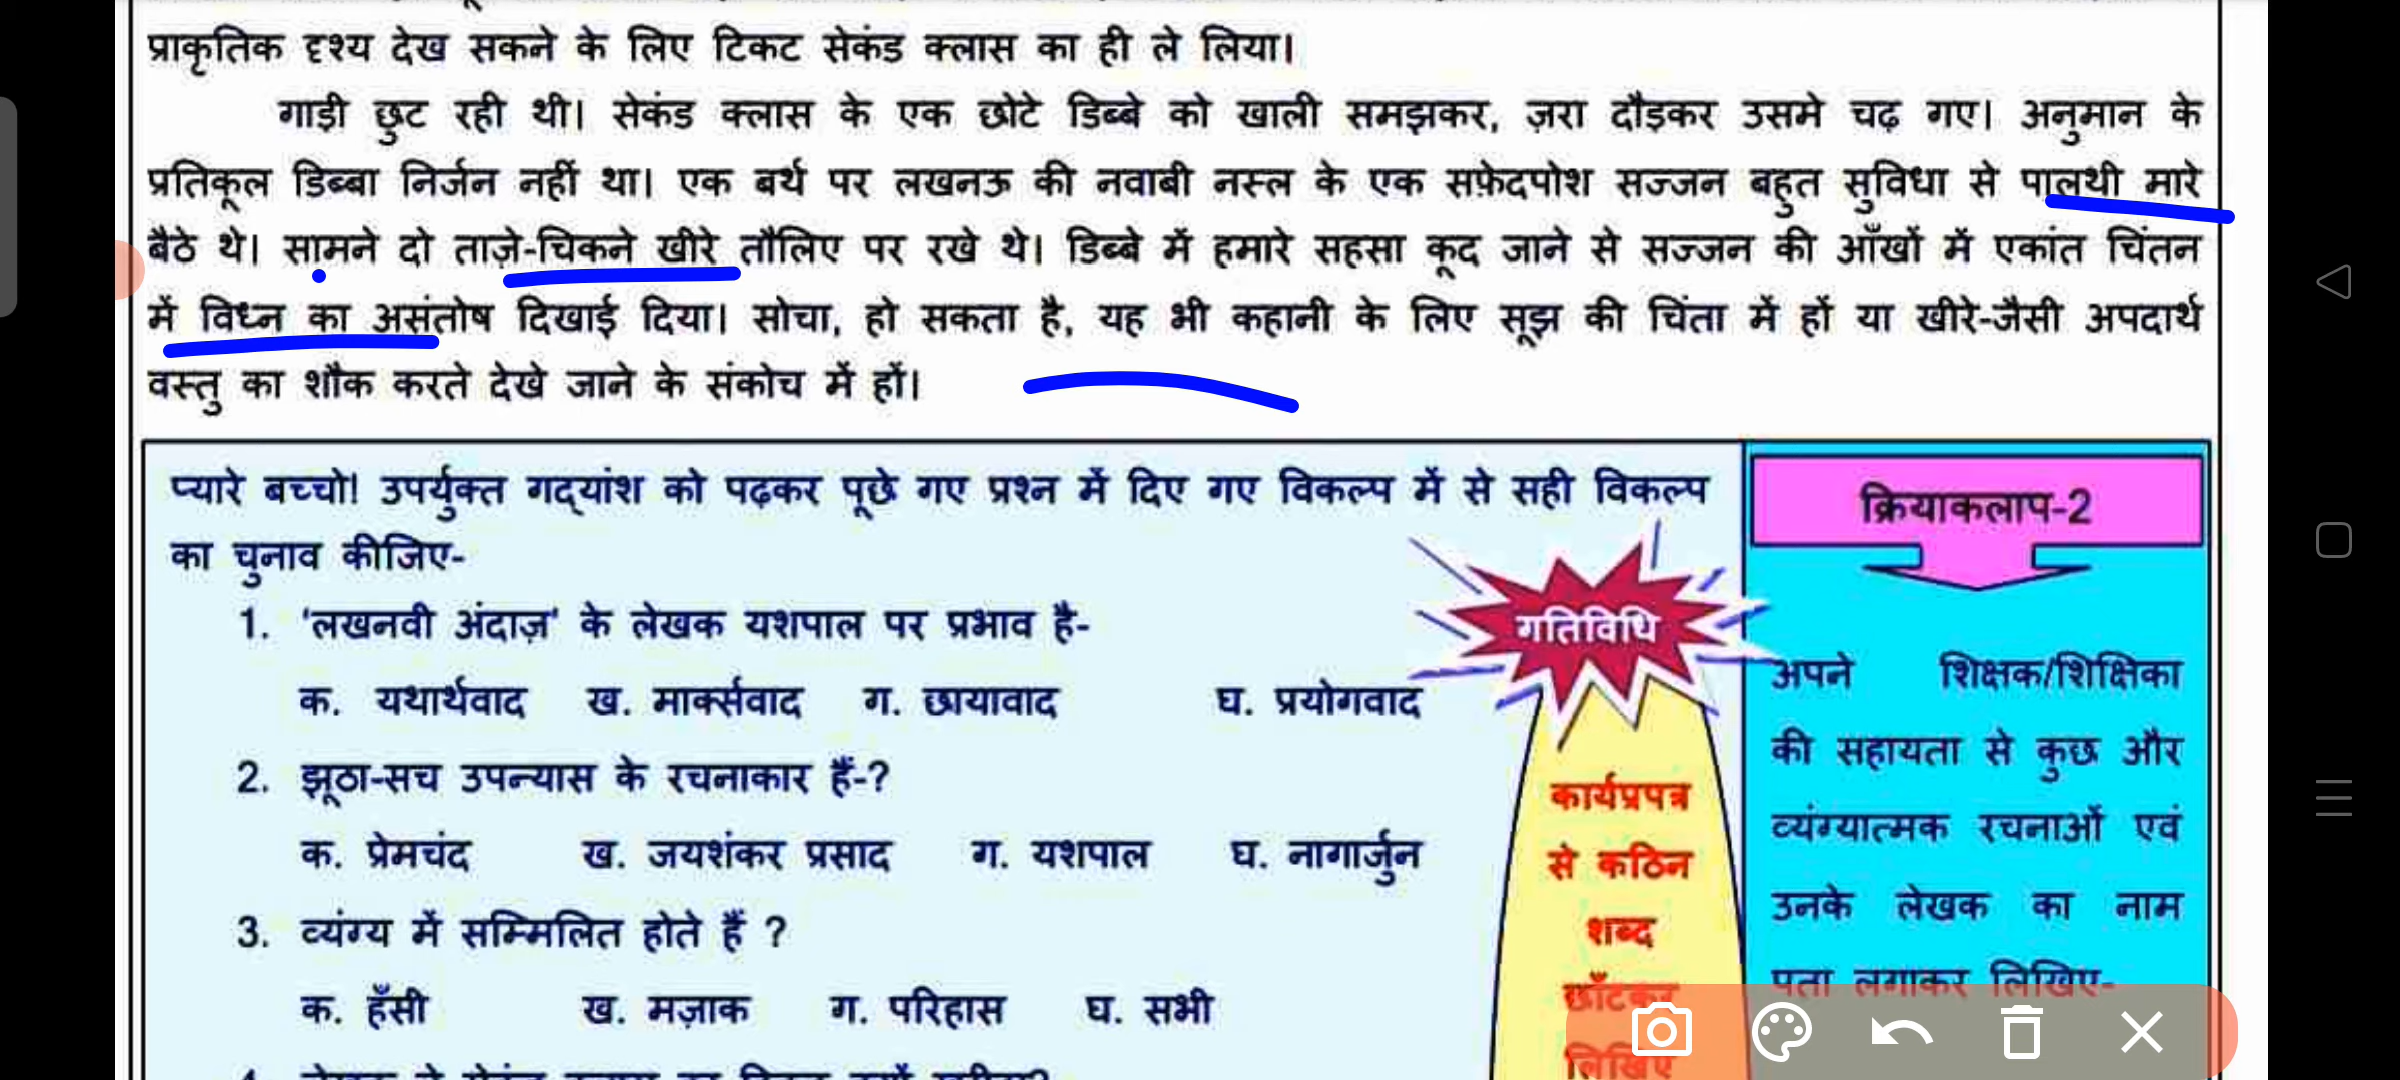 प्राकृतिक दृश्य देख सकने के लिए टिकट सेकंड क्लास का ही ले लिया।
गाड़ी छुट रही थी। सेकंड क्लास के एक छोटे डिब्बे को खाली समझकर, ज़रा दौड़कर उसमे चढ़ गए। अनुमान के
प्रतिकूल डिब्बा निर्जन नहीं था। एक बर्थ पर लखनऊ की नवाबी नस्ल के एक सफ़ेदपोश सज्जन बहुत सुविधा से पालथी मारे
बैठे थे। सामने दो ताज़े-चिकने खीरे तौलिए पर रखे थे। डिब्बे में हमारे सहसा कूद जाने से सज्जन की आँखों में एकांत चिंतन
में विध्न का असंतोष दिखाई दिया। सोचा, हो सकता है, यह भी कहानी के लिए सूझ की चिंता में हों या खीरे-जैसी अपदार्थ
वस्तु का शौक करते देखे जाने के संकोच में हों।
प्यारे बच्चो! उपर्युक्त गद्यांश को पढ़कर पूछे गए प्रश्न में दिए गए विकल्प में से सही विकल्प
का चुनाव कीजिए-
1. 'लखनवी अंदाज़' के लेखक यशपाल पर प्रभाव है-
क. यथार्थवाद ख. मार्क्सवाद ग. छायावाद घ. प्रयोगवाद
2. झूठा-सच उपन्यास के रचनाकार हैं-?
क. प्रेमचंद ख. जयशंकर प्रसाद ग. यशपाल घ. नागार्जुन
3. व्यंग्य में सम्मिलित होते हैं ?
क. हँसी ख. मज़ाक ग. परिहास घ. सभी
गतिविधि
कार्यप्रपत्र
से कठिन
शब्द
छाँटकर
लिखिए
क्रियाकलाप-2
अपने शिक्षक/शिक्षिका
की सहायता से कुछ और
व्यंग्यात्मक रचनाओं एवं
उनके लेखक का नाम
पता लगाकर लिखिए-